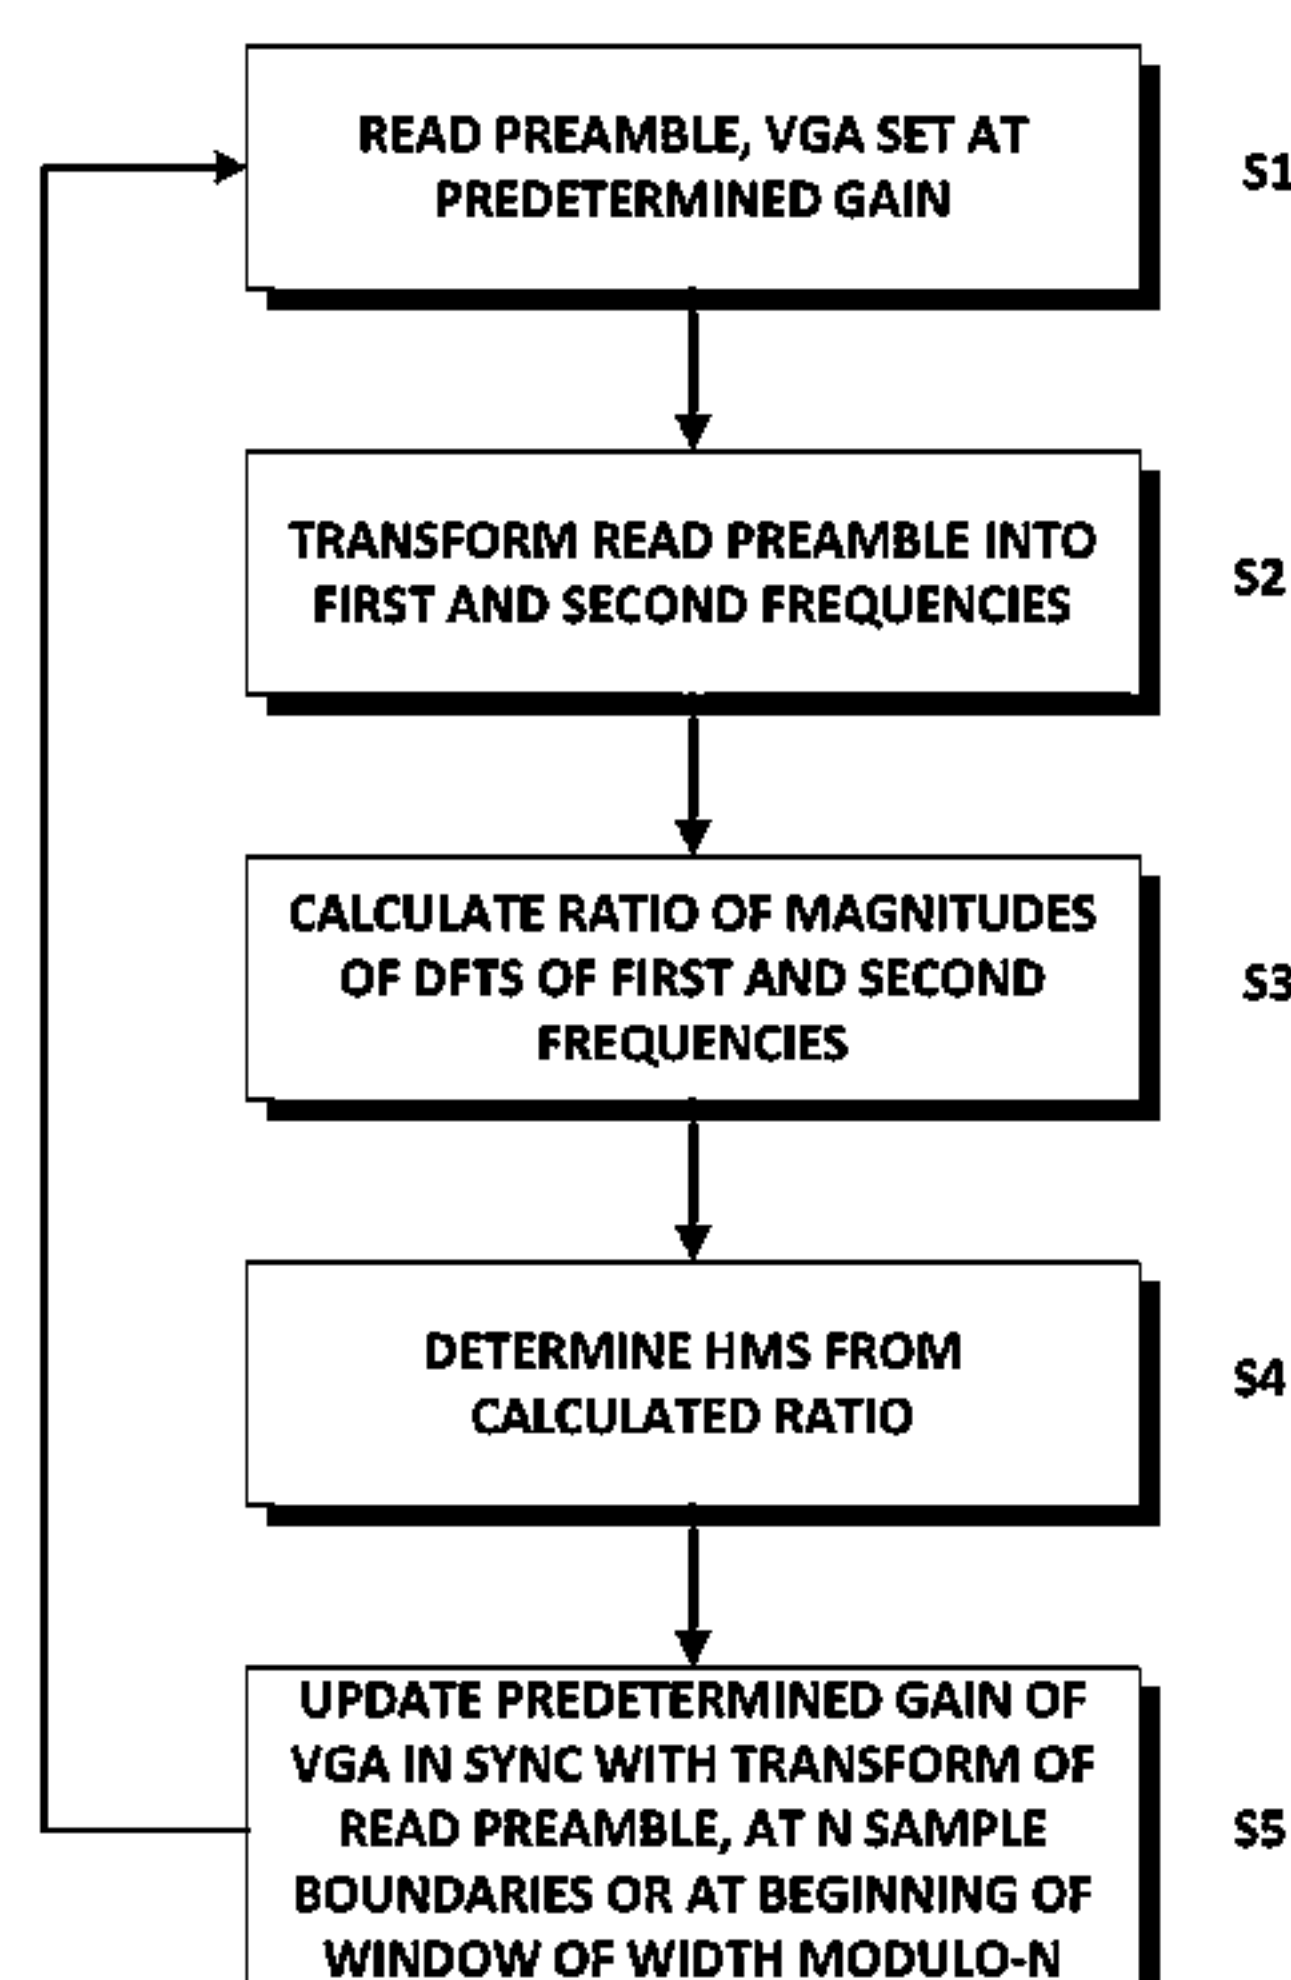 READ PREAMBLE, VGA SET AT
PREDETERMINED GAIN
S1
TRANSFORM READ PREAMBLE INTO
FIRST AND SECOND FREQUENCIES
S2
CALCULATE RATIO OF MAGNITUDES
OF DFTS OF FIRST AND SECOND
FREQUENCIES
S3
DETERMINE HMS FROM
CALCULATED RATIO
S4
UPDATE PREDETERMINED GAIN OF
VGA IN SYNC WITH TRANSFORM OF
READ PREAMBLE, AT N SAMPLE
BOUNDARIES OR AT BEGINNING OF
WINDOW OF WIDTH MODULO-N
S5